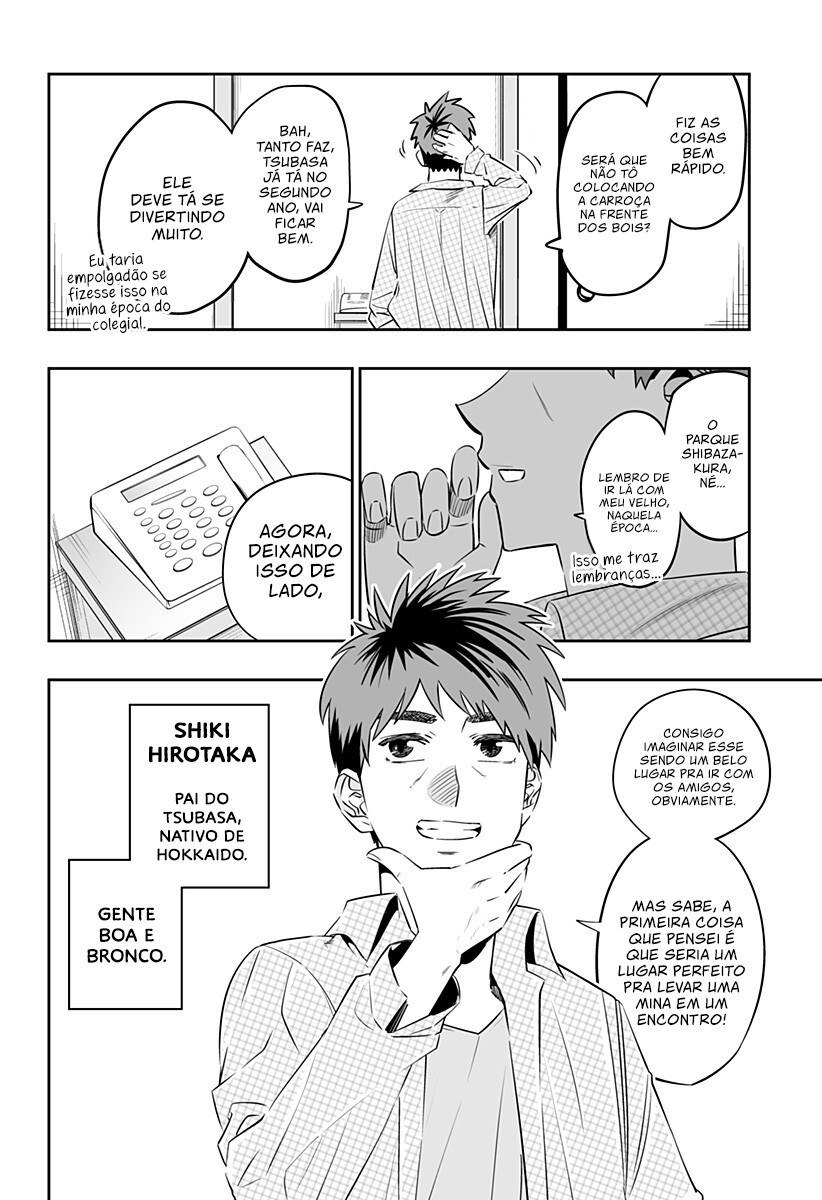 FIZ AS
COISAS
BEM
RÁPIDO.
SERÁ QUE
NÃO TÔ
COLOCANDO
A CARROÇA
NA FRENTE
DOS BOIS?
BAH,
TANTO FAZ,
TSUBASA
JÁ TÁ NO
SEGUNDO
ANO, VAI
FICAR
BEM.
ELE
DEVE TÁ SE
DIVERTINDO
MUITO.
Eu taria
empolgadão se
fizesse isso na
minha época do
colegial.
O
PARQUE
SHIBAZA-
KURA,
NÉ...
LEMBRO DE
IR LÁ COM
MEU VELHO,
NAQUELA
ÉPOCA...
Isso me traz
lembranças...
AGORA,
DEIXANDO
ISSO DE
LADO,
CONSIGO
IMAGINAR ESSE
SENDO UM BELO
LUGAR PRA IR COM
OS AMIGOS,
OBVIAMENTE.
MAS SABE, A
PRIMEIRA COISA
QUE PENSEI É
QUE SERIA UM
LUGAR PERFEITO
PRA LEVAR UMA
MINA EM UM
ENCONTRO!
SHIKI
HIROTAKA
PAI DO
TSUBASA,
NATIVO DE
HOKKAIDO.
GENTE
BOA E
BRONCO.